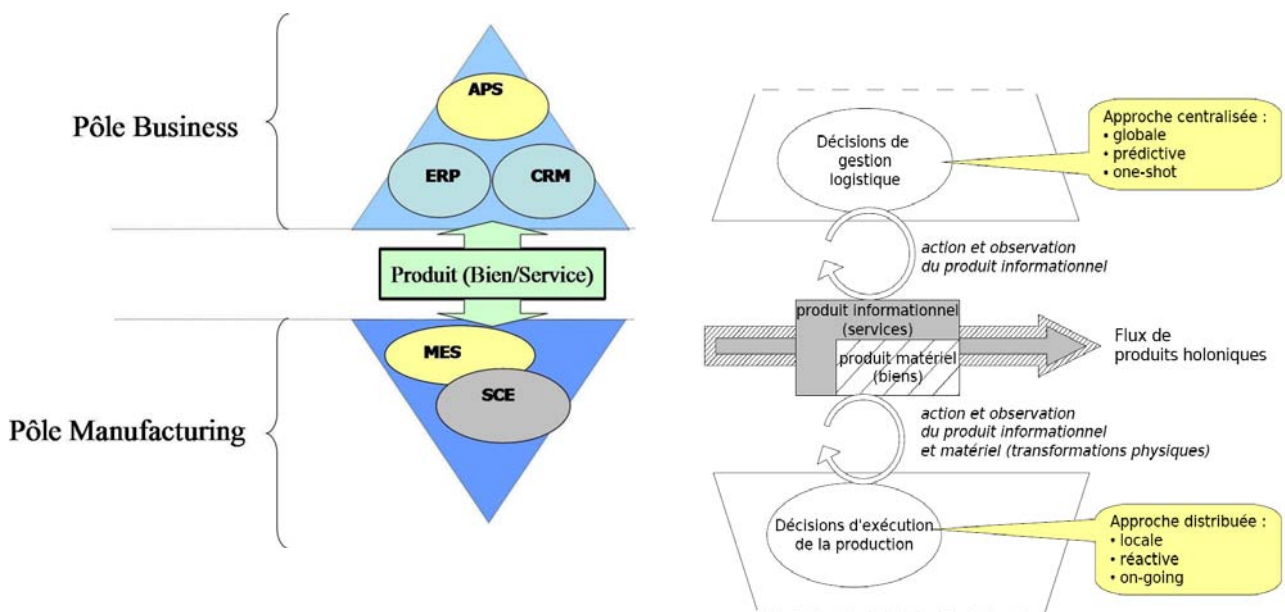 Pôle Business
APS
ERP
CRM
Produit (Bien/Service)
MES
SCE
Pôle Manufacturing
Décisions de
gestion
logistique
Approche centralisée :
• globale
• prédictive
• one-shot
action et observation
du produit informationnel
produit informationnel
(services)
produit matériel
(biens)
Flux de
produits holoniques
action et observation
du produit informationnel
et matériel (transformations physiques)
Décisions d'exécution
de la production
Approche distribuée :
• locale
• réactive
• on-going